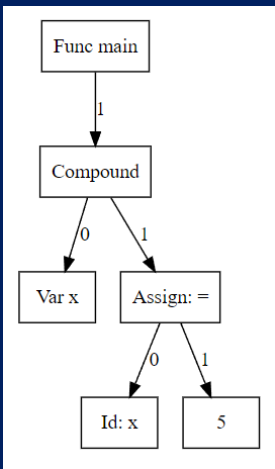 Func main
1
Compound
0 1
Var x Assign: =
0 1
Id: x 5